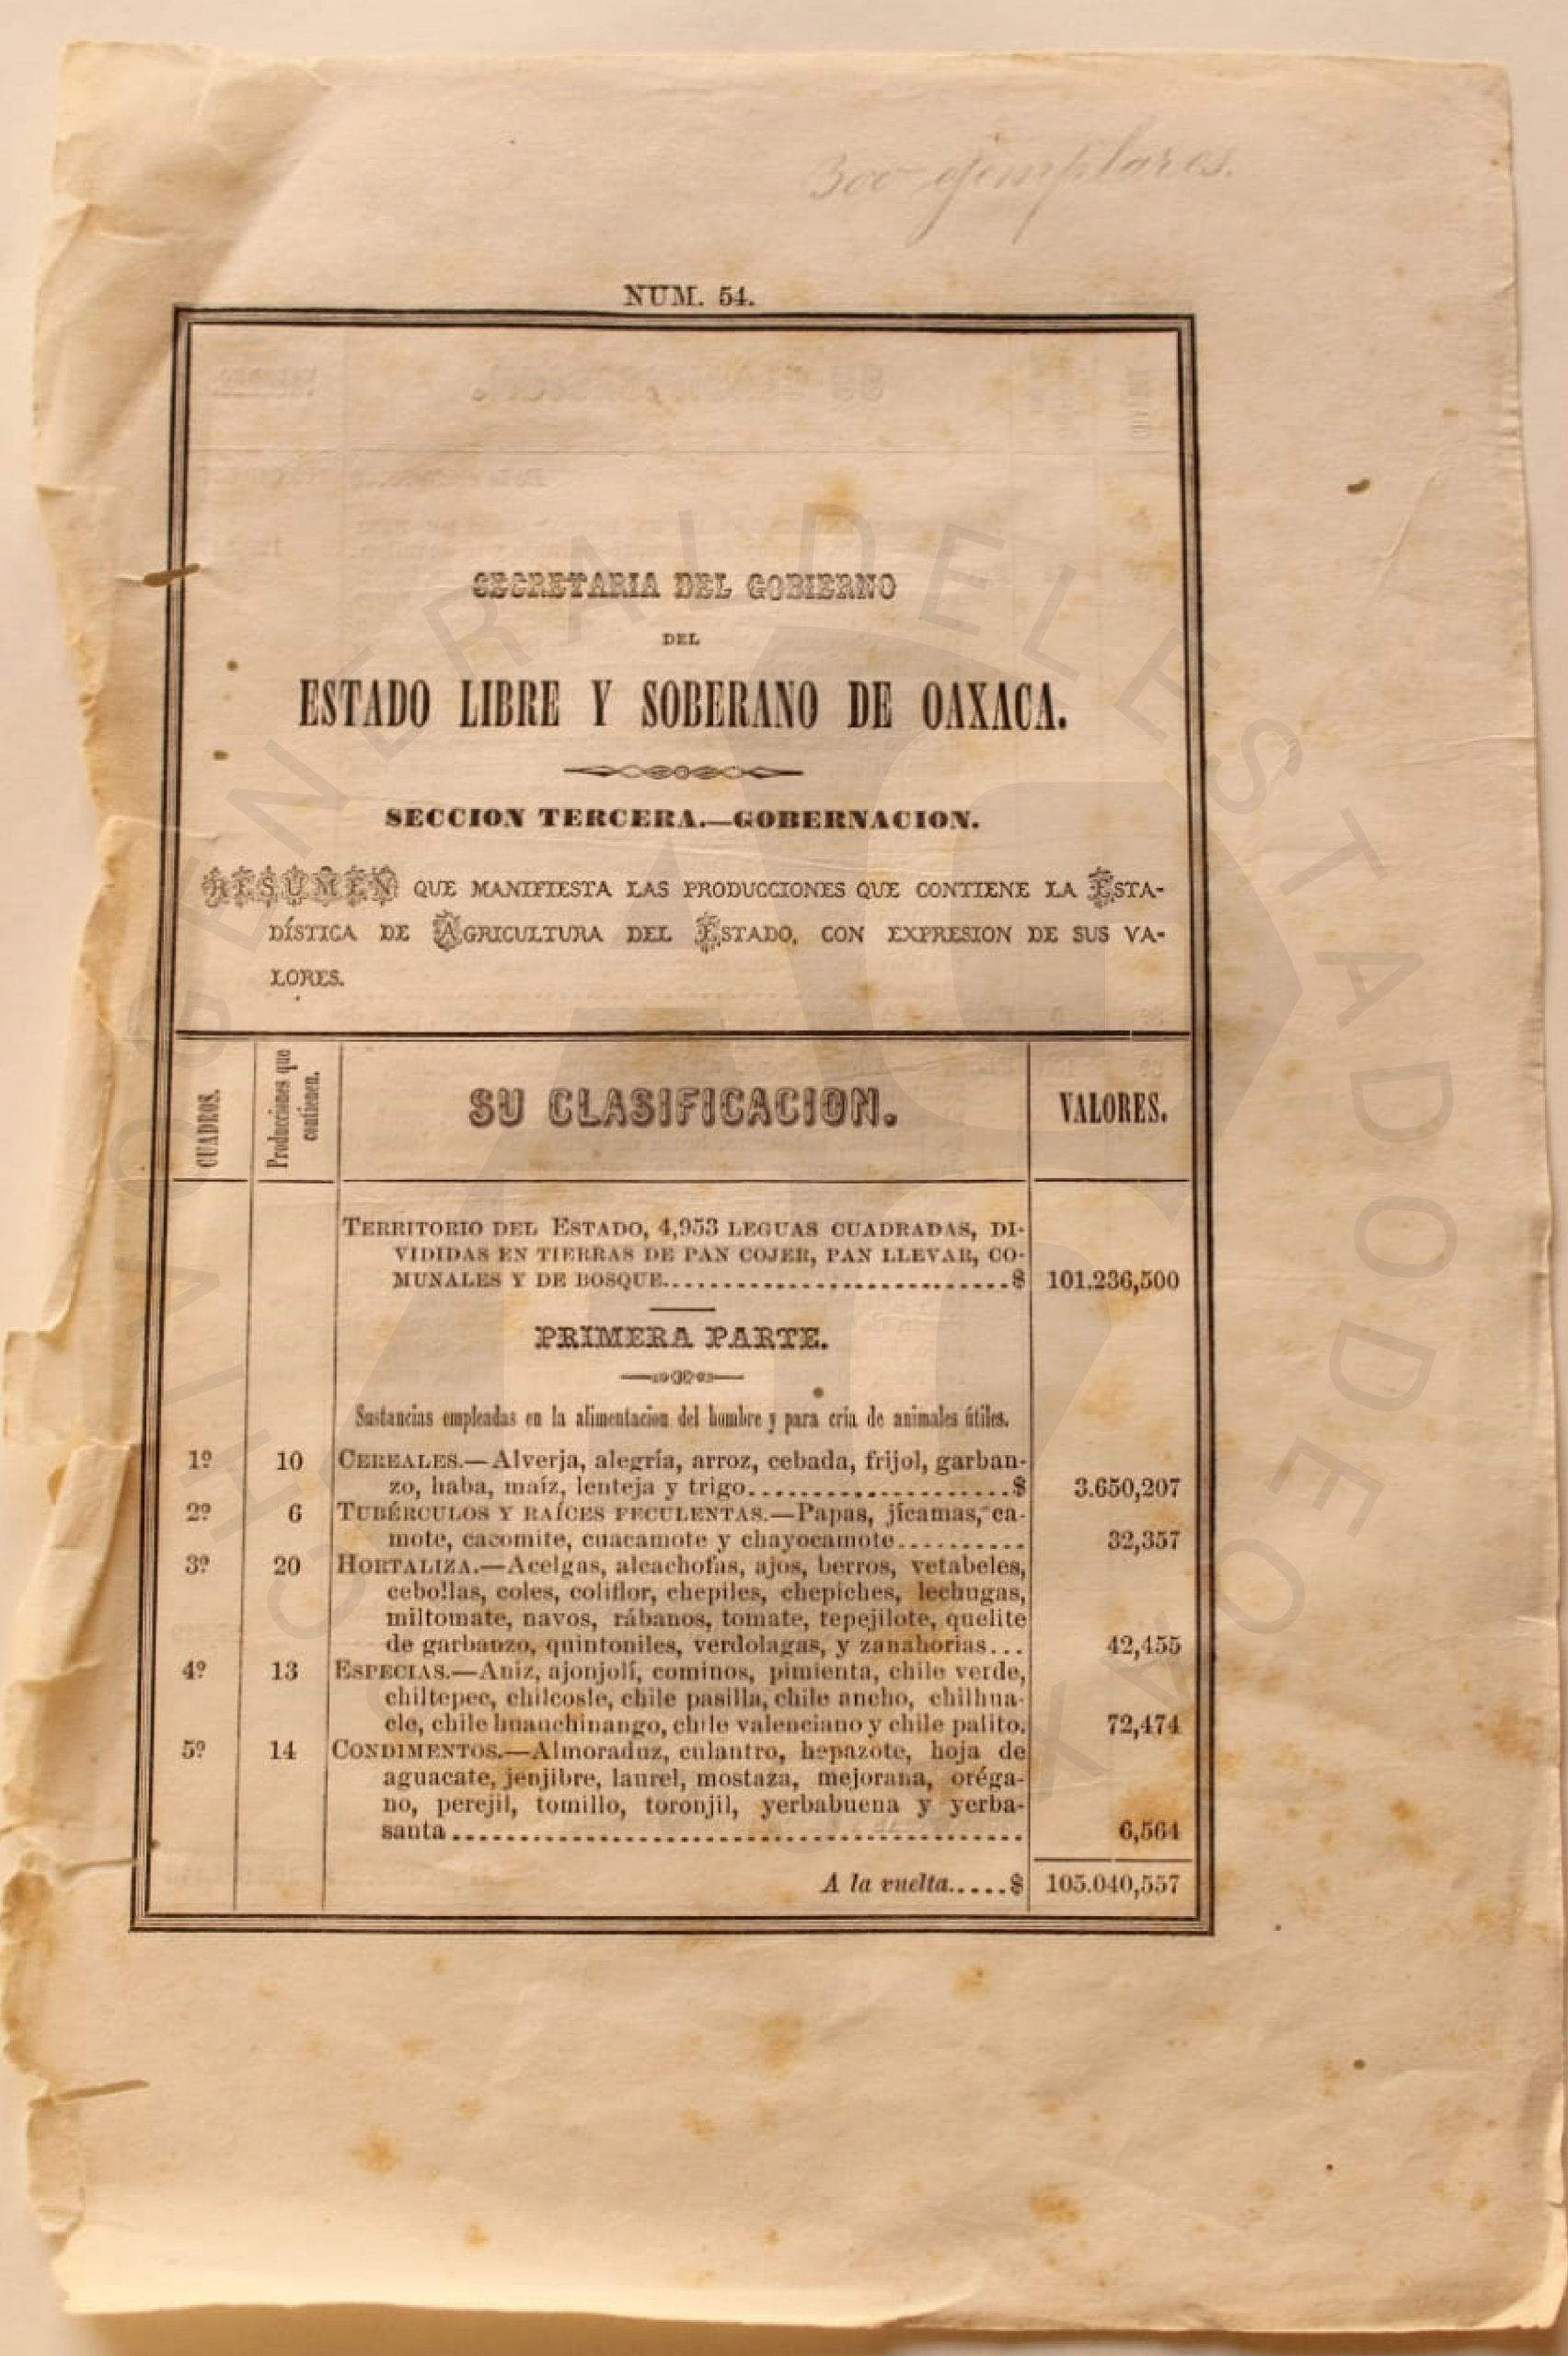 300 ejemplares.
NUM. 54.
SECRETARIA DEL GOBIERNO
DEL
ESTADO LIBRE Y SOBERANO DE OAXACA.
SECCION TERCERA.—GOBERNACION.
RESUMEN QUE MANIFIESTA LAS PRODUCCIONES QUE CONTIENE LA ESTA-
DÍSTICA DE AGRICULTURA DEL ESTADO, CON EXPRESION DE SUS VA-
LORES.
CUADROS.
Producciones que
contienen.
SU CLASIFICACION.
VALORES.
TERRITORIO DEL ESTADO, 4,953 LEGUAS CUADRADAS, DI-
VIDIDAS EN TIERRAS DE PAN COJER, PAN LLEVAR, CO-
MUNALES Y DE BOSQUE..........................$ 101.236,500
PRIMERA PARTE.
Sustancias empleadas en la alimentacion del hombre y para cria de animales útiles.
1º 10 CEREALES.—Alverja, alegría, arroz, cebada, frijol, garban-
zo, haba, maíz, lenteja y trigo....................$ 3.650,207
2º 6 TUBÉRCULOS Y RAÍCES FECULENTAS.—Papas, jícamas, ca-
mote, cacomite, cuacamote y chayocamote.......... 32,357
3º 20 HORTALIZA.—Acelgas, alcachofas, ajos, berros, vetabeles,
cebollas, coles, coliflor, chepiles, chepiches, lechugas,
miltomate, navos, rábanos, tomate, tepejilote, quelite
de garbanzo, quintoniles, verdolagas, y zanahorias... 42,455
4º 13 ESPECIAS.—Aniz, ajonjolí, cominos, pimienta, chile verde,
chiltepec, chilcosle, chile pasilla, chile ancho, chilhua-
cle, chile huauchinango, chile valenciano y chile palito. 72,474
5º 14 CONDIMENTOS.—Almoraduz, culantro, hepazote, hoja de
aguacate, jenjibre, laurel, mostaza, mejorana, oréga-
no, perejil, tomillo, toronjil, yerbabuena y yerba-
santa........................................... 6,564
A la vuelta.....$ 105.040,557